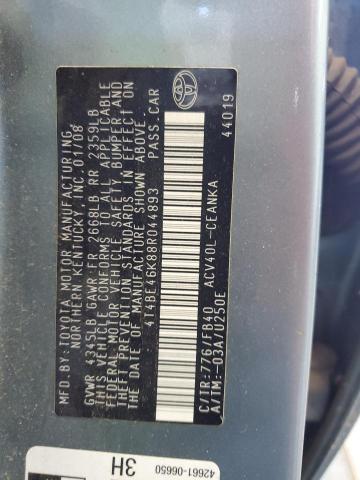 MFD.BY:TOYOTA MOTOR MANUFACTURING
NORTHERN KENTUCKY, INC.01/08
GVWR 4345LB GAWR:FR 2668LB RR 2359LB
THIS VEHICLE CONFORMS TO ALL APPLICABLE
FEDERAL MOTOR VEHICLE SAFETY, BUMPER AND
THEFT PREVENTION STANDARDS IN EFFECT ON
THE DATE OF MANUFACTURE SHOWN ABOVE.
4T4BE46K88R044893 PASS.CAR
C/TR:776/FB40 ACV40L-CEANKA
A/TM:-03A/U250E 44019
42661-06650
3H